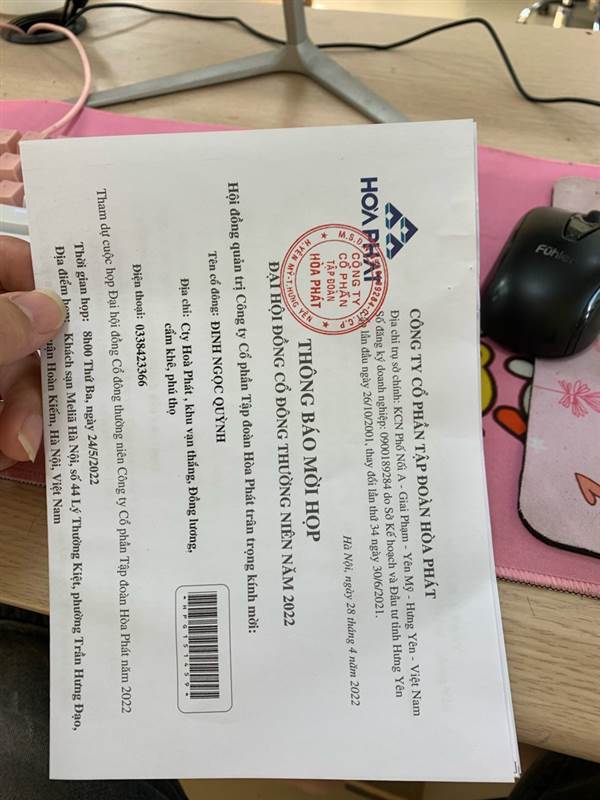 HÒA PHÁT
CÔNG TY CỔ PHẦN TẬP ĐOÀN HÒA PHÁT
Địa chỉ trụ sở chính: KCN Phố Nối A - Giai Phạm - Yên Mỹ - Hưng Yên - Việt Nam
Số đăng ký doanh nghiệp: 0900189284 do Sở Kế hoạch và Đầu tư tỉnh Hưng Yên
lần đầu ngày 26/10/2001, thay đổi lần thứ 34 ngày 30/6/2021.
CÔNG TY
CỔ PHẦN
TẬP ĐOÀN
HÒA PHÁT
H. YÊN MỸ - T. HƯNG YÊN
Hà Nội, ngày 28 tháng 4 năm 2022
THÔNG BÁO MỜI HỌP
ĐẠI HỘI ĐỒNG CỔ ĐÔNG THƯỜNG NIÊN NĂM 2022
Hội đồng quản trị Công ty Cổ phần Tập đoàn Hòa Phát trân trọng kính mời:
Tên cổ đông: ĐINH NGỌC QUỲNH
Địa chỉ: Cty Hoà Phát , khu vạn thắng, Đồng lương,
cẩm khê, phú thọ
*HPG151459*
Điện thoại: 0338423366
Tham dự cuộc họp Đại hội đồng Cổ đông thường niên Công ty Cổ phần Tập đoàn Hòa Phát năm 2022
Thời gian họp: 8h00 Thứ Ba, ngày 24/5/2022
Địa điểm họp: Khách sạn Meliá Hà Nội, số 44 Lý Thường Kiệt, phường Trần Hưng Đạo,
quận Hoàn Kiếm, Hà Nội, Việt Nam
Fühlen